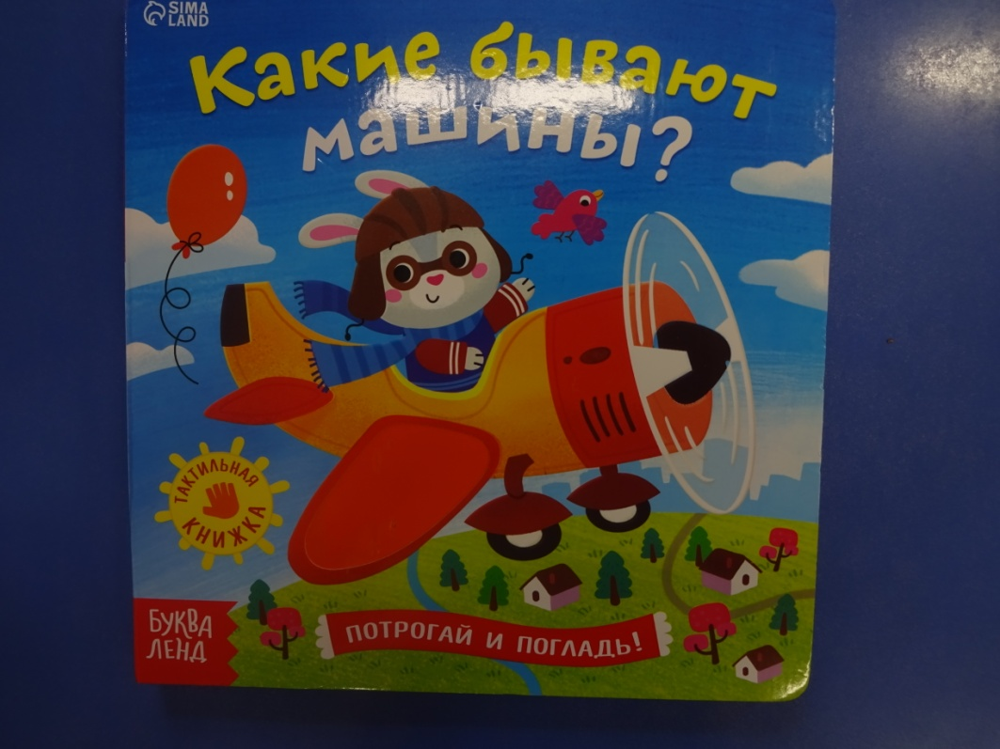 SIMA
LAND
Какие бывают
машины?
ТАКТИЛЬНАЯ
КНИЖКА
БУКВА
ЛЕНД
ПОТРОГАЙ И ПОГЛАДЬ!